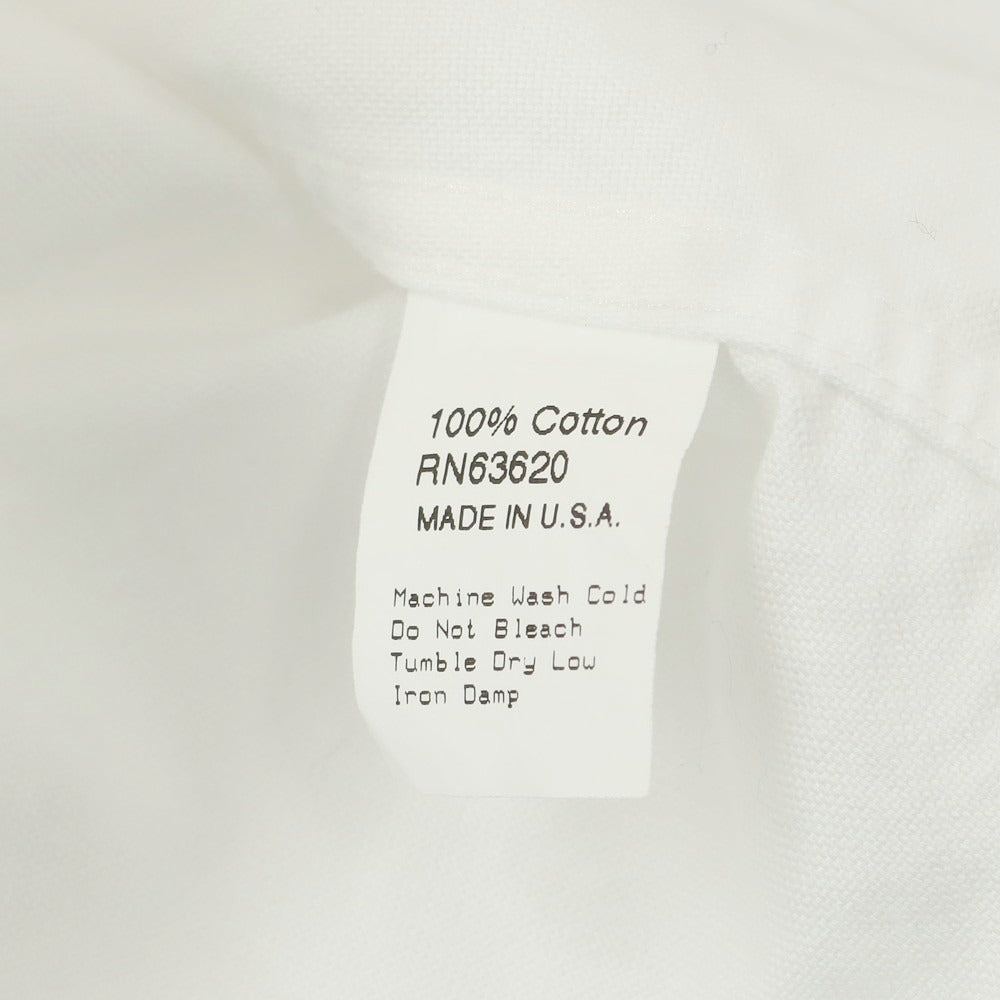 100% Cotton
RN63620
MADE IN U.S.A.
Machine Wash Cold
Do Not Bleach
Tumble Dry Low
Iron Damp